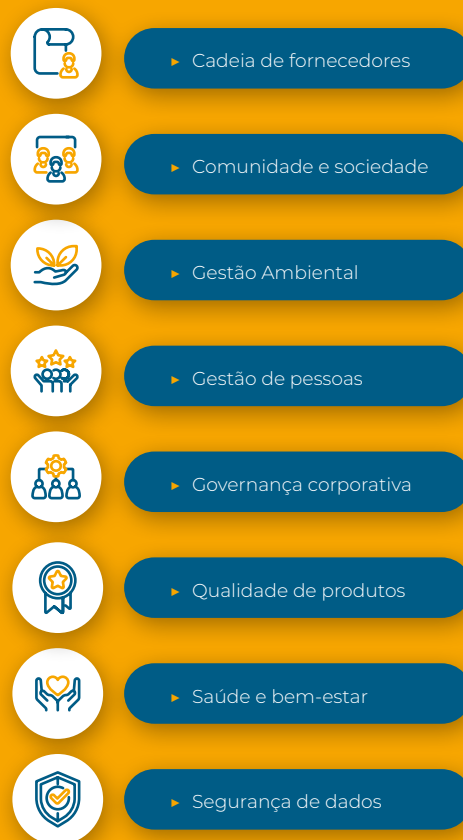 ▸ Cadeia de fornecedores
▸ Comunidade e sociedade
▸ Gestão Ambiental
▸ Gestão de pessoas
▸ Governança corporativa
▸ Qualidade de produtos
▸ Saúde e bem-estar
▸ Segurança de dados